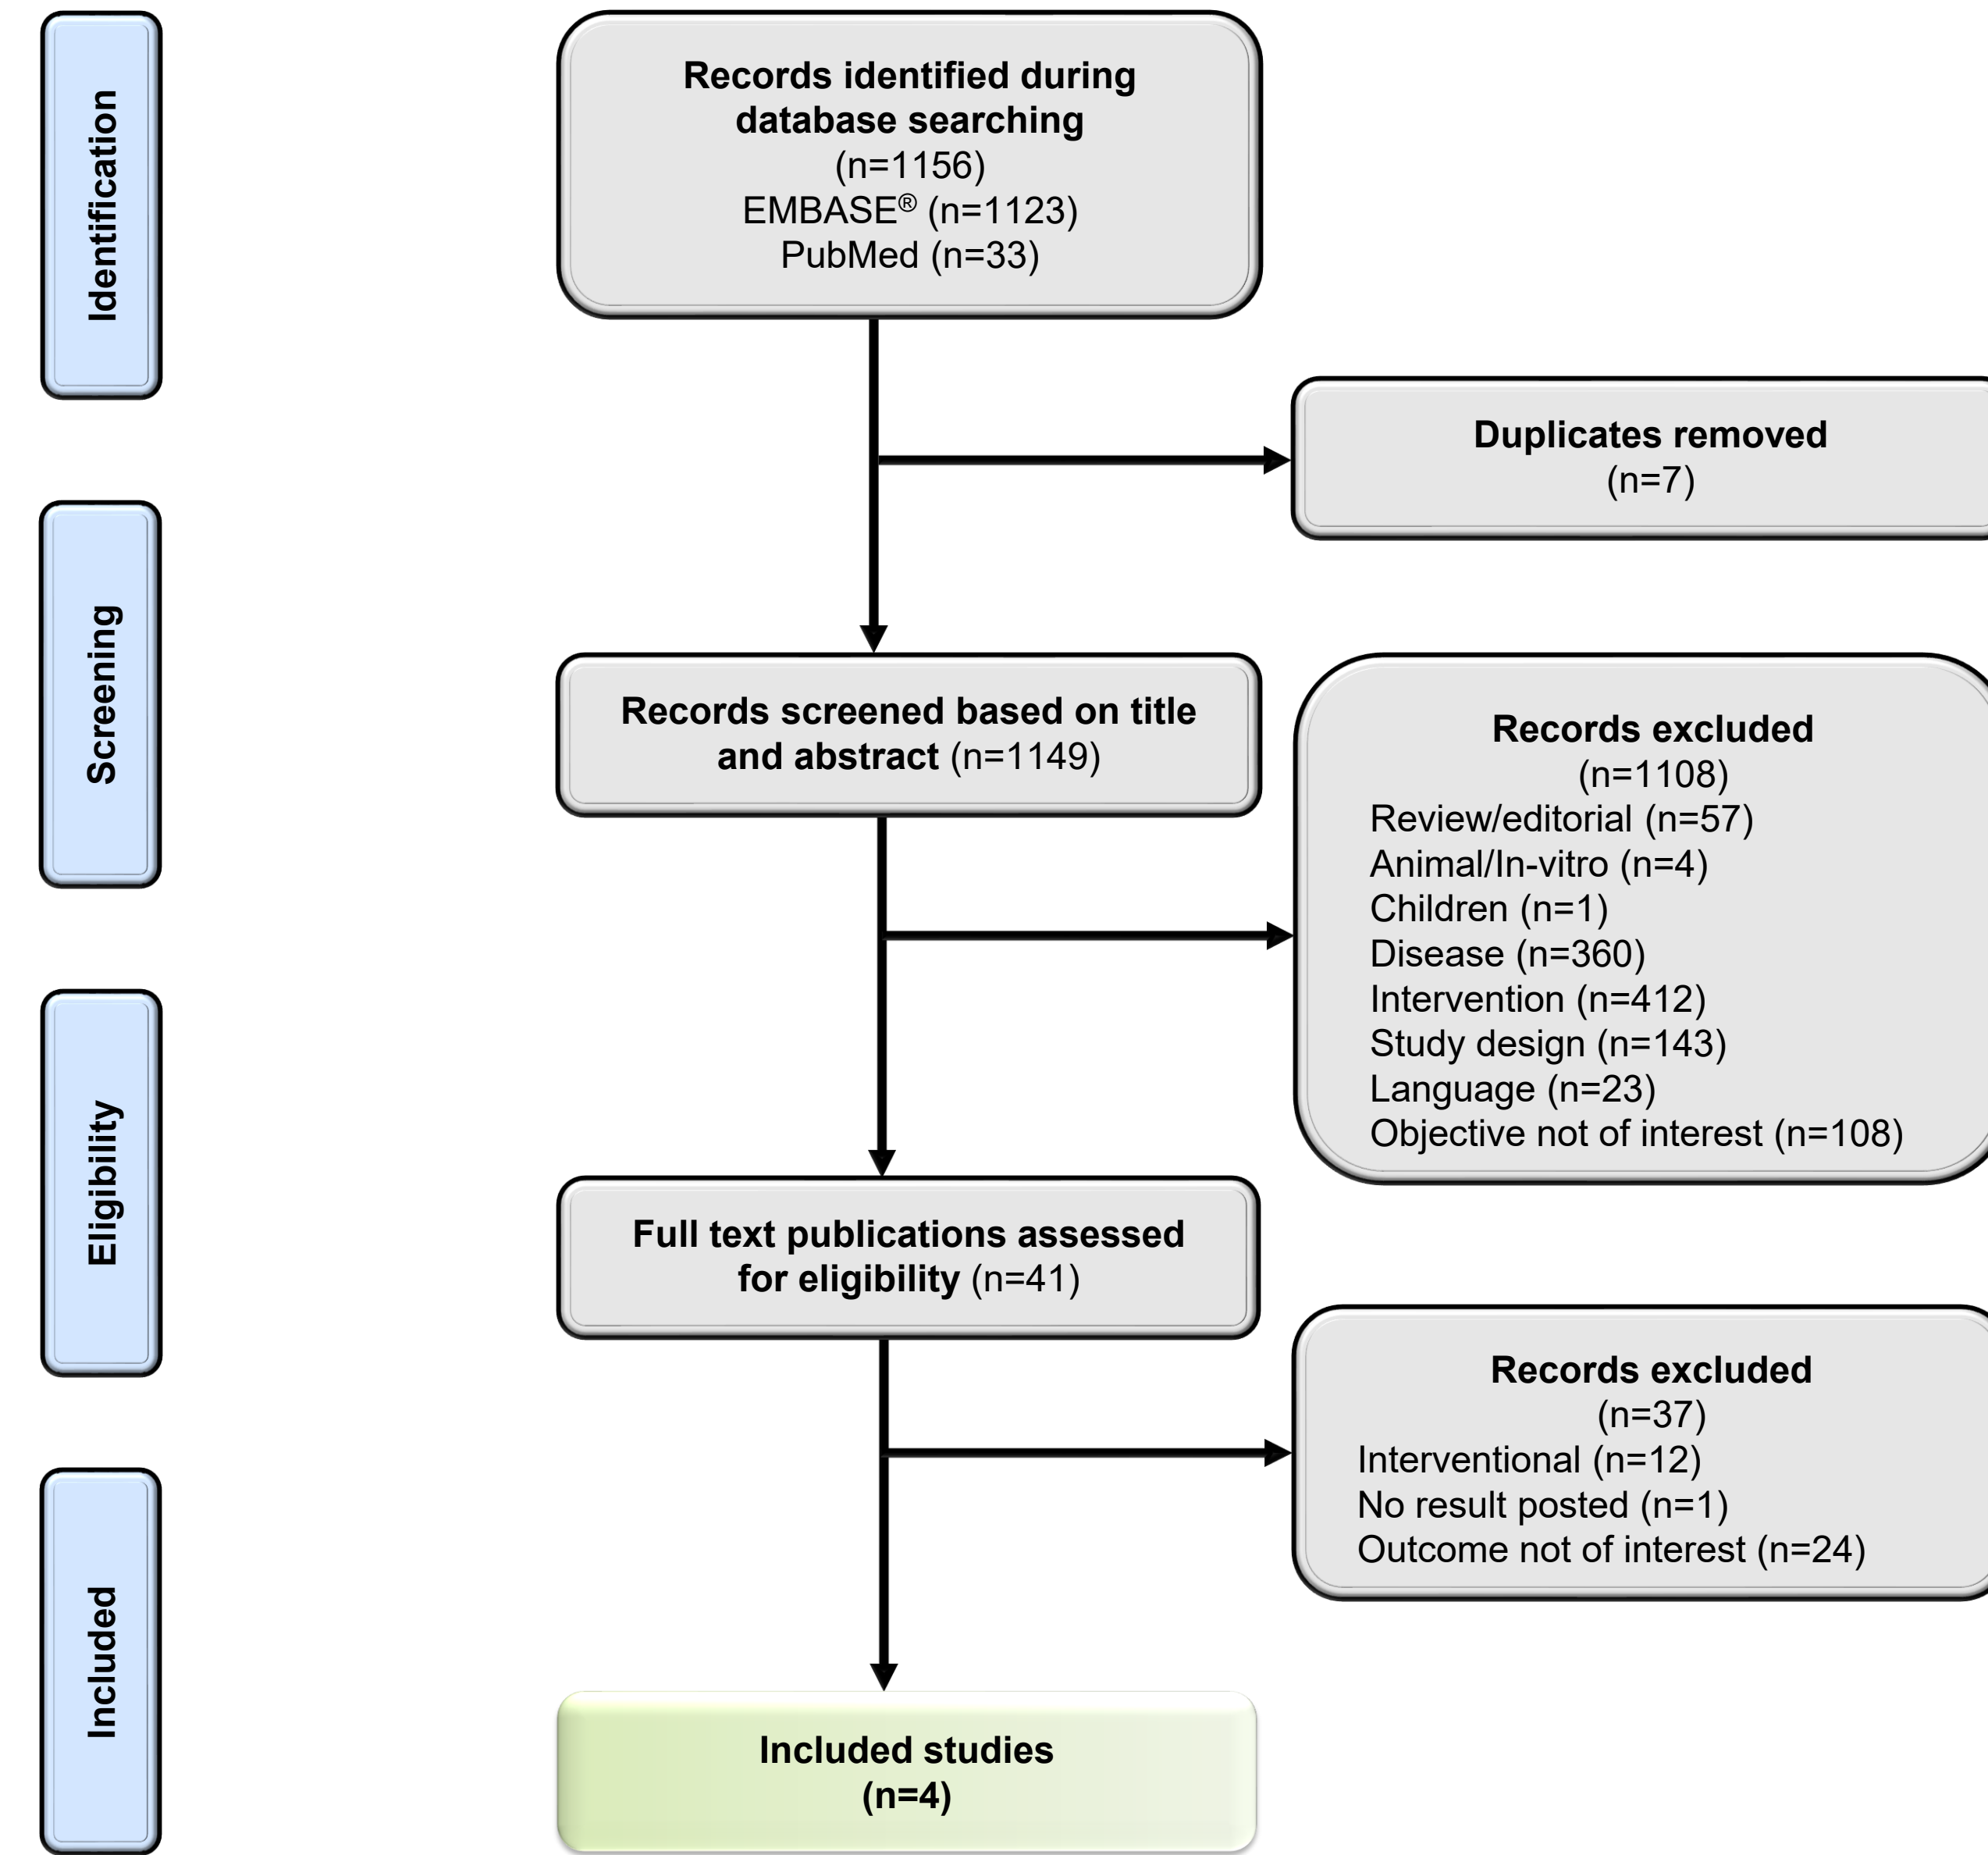 Identification
Records identified during
database searching
(n=1156)
EMBASE® (n=1123)
PubMed (n=33)
Duplicates removed
(n=7)
Screening
Records screened based on title
and abstract (n=1149)
Records excluded
(n=1108)
Review/editorial (n=57)
Animal/In-vitro (n=4)
Children (n=1)
Disease (n=360)
Intervention (n=412)
Study design (n=143)
Language (n=23)
Objective not of interest (n=108)
Eligibility
Full text publications assessed
for eligibility (n=41)
Records excluded
(n=37)
Interventional (n=12)
No result posted (n=1)
Outcome not of interest (n=24)
Included
Included studies
(n=4)